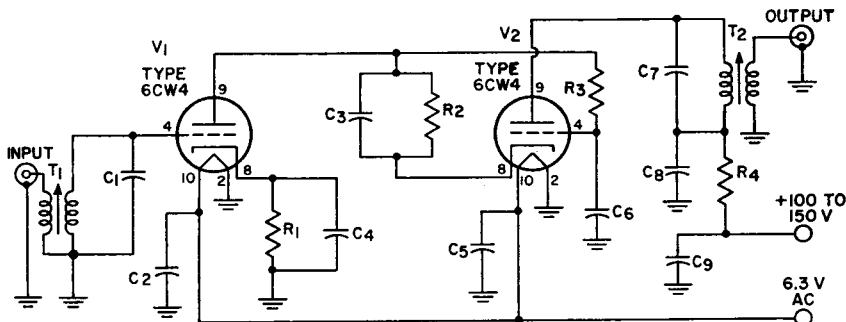 V1
TYPE
6CW4
9
4
10
2
8
INPUT
T1
C1
C2
R1
C4
C3
R2
V2
TYPE
6CW4
9
4
8
10
2
R3
C5
C6
C7
C8
T2
OUTPUT
R4
C9
+100 TO
150 V
6.3 V
AC